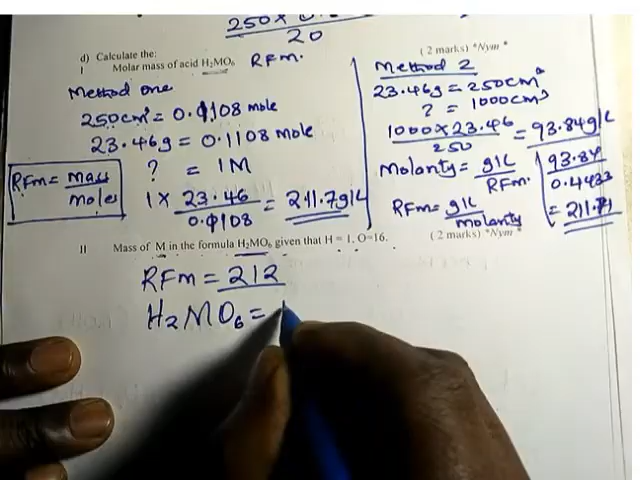 250 x 0.
20
d) Calculate the: (2 marks) *Nym *
I Molar mass of acid H₂MO₆ RFm.
Method one
250cm³ = 0.1108 mole
23.46g = 0.1108 mole
? = 1M
RFm = mass
mole
1 x 23.46 = 211.7g/L
0.1108
Method 2
23.46g = 250cm³
? = 1000cm³
1000 x 23.46 = 93.84g/L
250
Molarity = g/L
RFm.
RFm = g/L
molarity
93.84
0.4433
= 211.71
II Mass of M in the formula H₂MO₆ given that H = 1, O=16. (2 marks) *Nym *
RFm = 212
H₂MO₆ =